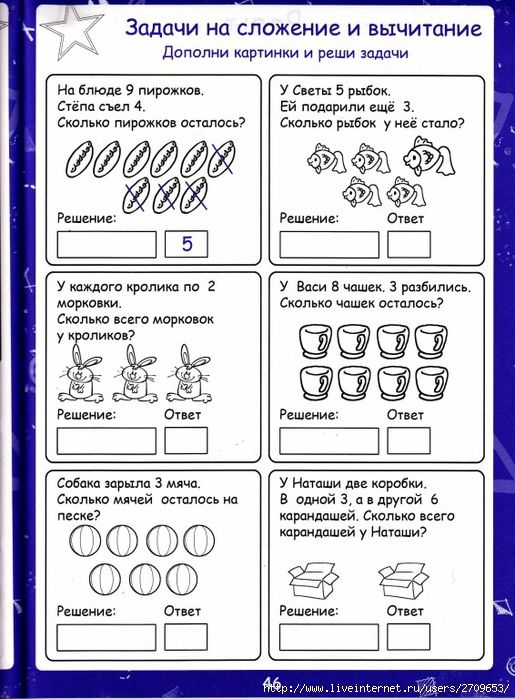 Задачи на сложение и вычитание
Дополни картинки и реши задачи
На блюде 9 пирожков.
Стёпа съел 4.
Сколько пирожков осталось?
Решение:
5
У Светы 5 рыбок.
Ей подарили ещё 3.
Сколько рыбок у неё стало?
Решение:
Ответ
У каждого кролика по 2
морковки.
Сколько всего морковок
у кроликов?
Решение:
Ответ
У Васи 8 чашек. 3 разбились.
Сколько чашек осталось?
Решение:
Ответ
Собака зарыла 3 мяча.
Сколько мячей осталось на
песке?
Решение:
Ответ
У Наташи две коробки.
В одной 3, а в другой 6
карандашей. Сколько всего
карандашей у Наташи?
Решение:
Ответ
46
http://www.liveinternet.ru/users/2709653/